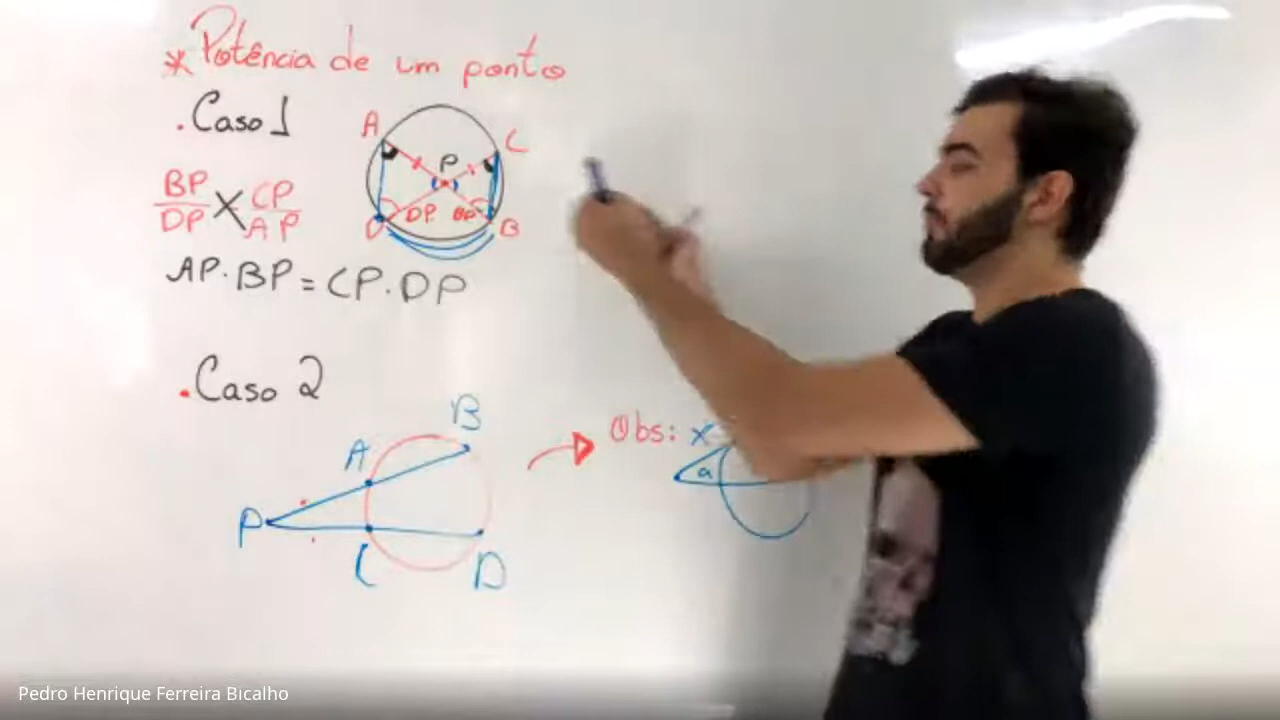 * Potência de um ponto
. Caso 1
A
C
P
BP CP
DP X AP
DP BP
D B
AP.BP = CP.DP
. Caso 2
B
A
Obs: x
a
P
C
D
Pedro Henrique Ferreira Bicalho